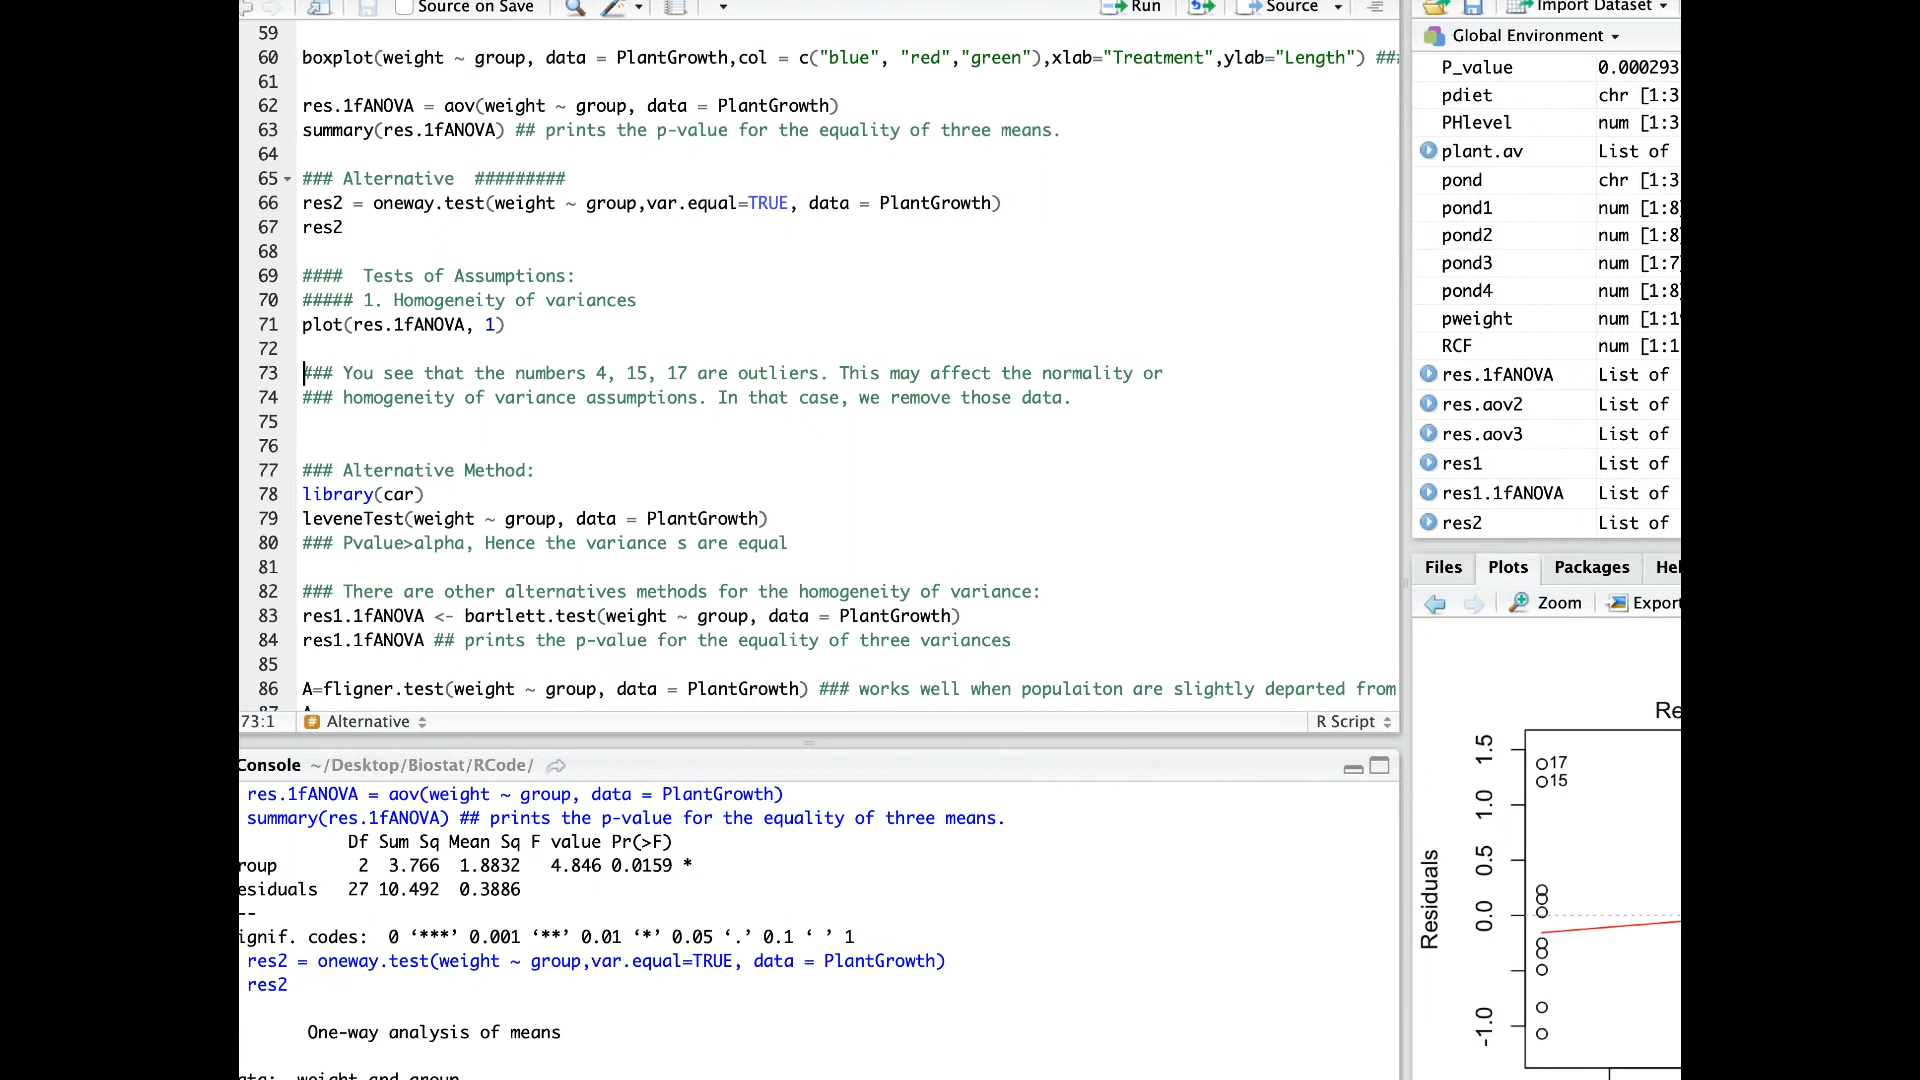 Source on Save
Run
Source
59
60 boxplot(weight ~ group, data = PlantGrowth,col = c("blue", "red","green"),xlab="Treatment",ylab="Length") ###
61
62 res.1fANOVA = aov(weight ~ group, data = PlantGrowth)
63 summary(res.1fANOVA) ## prints the p-value for the equality of three means.
64
65 ### Alternative #########
66 res2 = oneway.test(weight ~ group,var.equal=TRUE, data = PlantGrowth)
67 res2
68
69 #### Tests of Assumptions:
70 ##### 1. Homogeneity of variances
71 plot(res.1fANOVA, 1)
72
73 ### You see that the numbers 4, 15, 17 are outliers. This may affect the normality or
74 ### homogeneity of variance assumptions. In that case, we remove those data.
75
76
77 ### Alternative Method:
78 library(car)
79 leveneTest(weight ~ group, data = PlantGrowth)
80 ### Pvalue>alpha, Hence the variance s are equal
81
82 ### There are other alternatives methods for the homogeneity of variance:
83 res1.1fANOVA <- bartlett.test(weight ~ group, data = PlantGrowth)
84 res1.1fANOVA ## prints the p-value for the equality of three variances
85
86 A=fligner.test(weight ~ group, data = PlantGrowth) ### works well when populaiton are slightly departed from
73:1 Alternative R Script
Console ~/Desktop/Biostat/RCode/
res.1fANOVA = aov(weight ~ group, data = PlantGrowth)
summary(res.1fANOVA) ## prints the p-value for the equality of three means.
Df Sum Sq Mean Sq F value Pr(>F)
roup 2 3.766 1.8832 4.846 0.0159 *
esiduals 27 10.492 0.3886
--
ignif. codes: 0 ‘***’ 0.001 ‘**’ 0.01 ‘*’ 0.05 ‘.’ 0.1 ‘ ’ 1
res2 = oneway.test(weight ~ group,var.equal=TRUE, data = PlantGrowth)
res2
One-way analysis of means
weight and group
Import Dataset
Global Environment
P_value 0.000293
pdiet chr [1:3
PHlevel num [1:3
plant.av List of
pond chr [1:3
pond1 num [1:8
pond2 num [1:8
pond3 num [1:7
pond4 num [1:8
pweight num [1:1
RCF num [1:1
res.1fANOVA List of
res.aov2 List of
res.aov3 List of
res1 List of
res1.1fANOVA List of
res2 List of
Files Plots Packages Hel
Zoom Export
Re
1.5
17
15
1.0
0.5
0.0
-1.0
Residuals